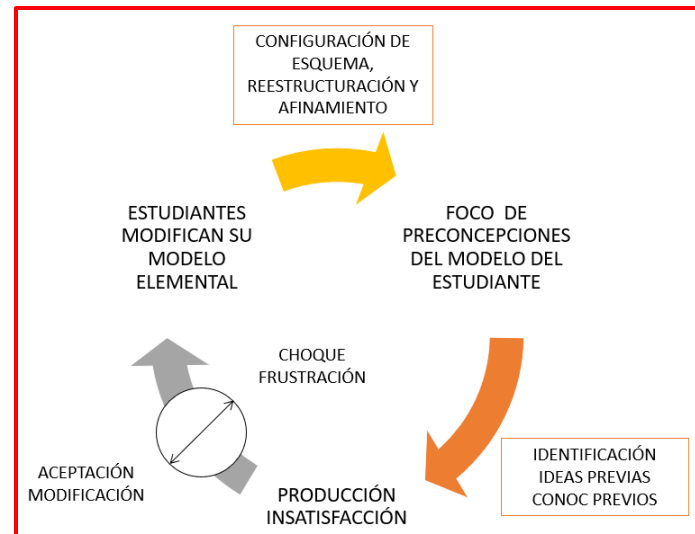 CONFIGURACIÓN DE
ESQUEMA,
REESTRUCTURACIÓN Y
AFINAMIENTO
ESTUDIANTES
MODIFICAN SU
MODELO
ELEMENTAL
FOCO DE
PRECONCEPCIONES
DEL MODELO DEL
ESTUDIANTE
CHOQUE
FRUSTRACIÓN
ACEPTACIÓN
MODIFICACIÓN
PRODUCCIÓN
INSATISFACCIÓN
IDENTIFICACIÓN
IDEAS PREVIAS
CONOC PREVIOS